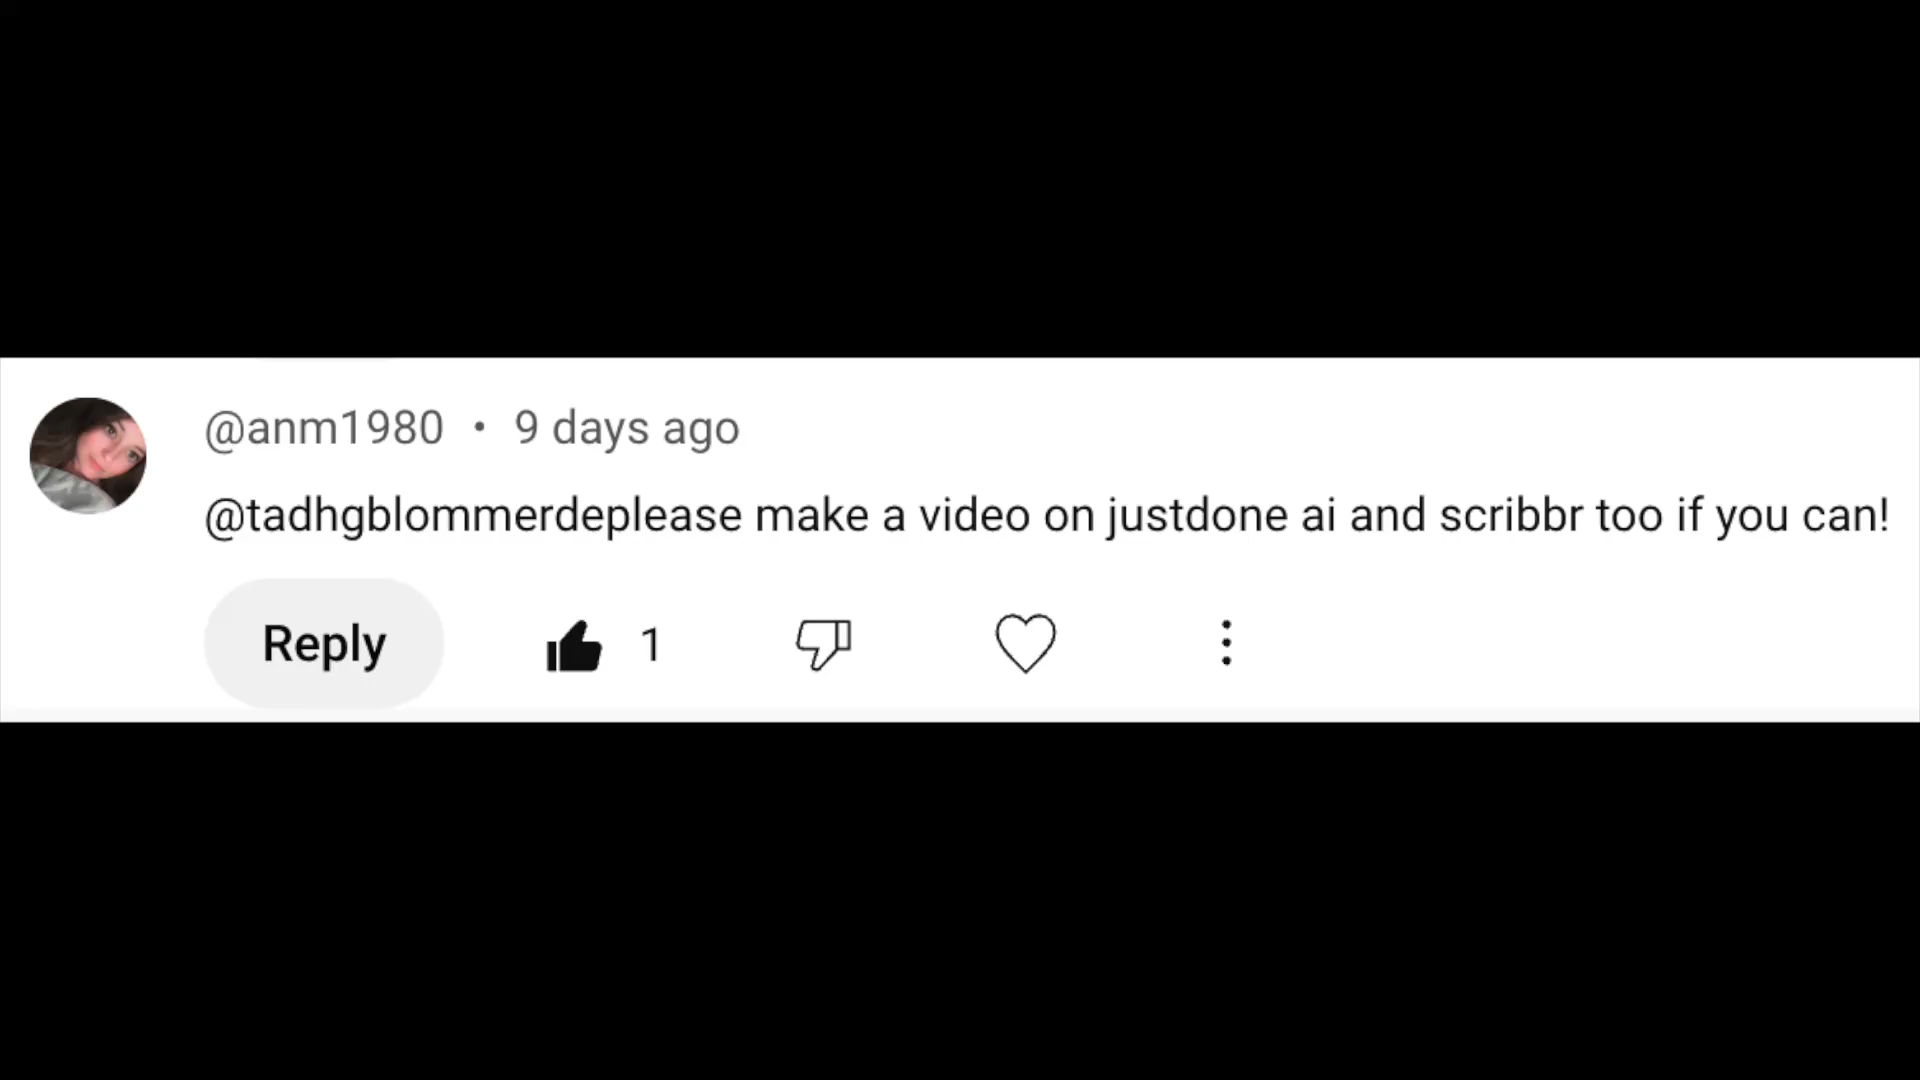 @anm1980 • 9 days ago
@tadhgblommerdeplease make a video on justdone ai and scribbr too if you can!
Reply 1